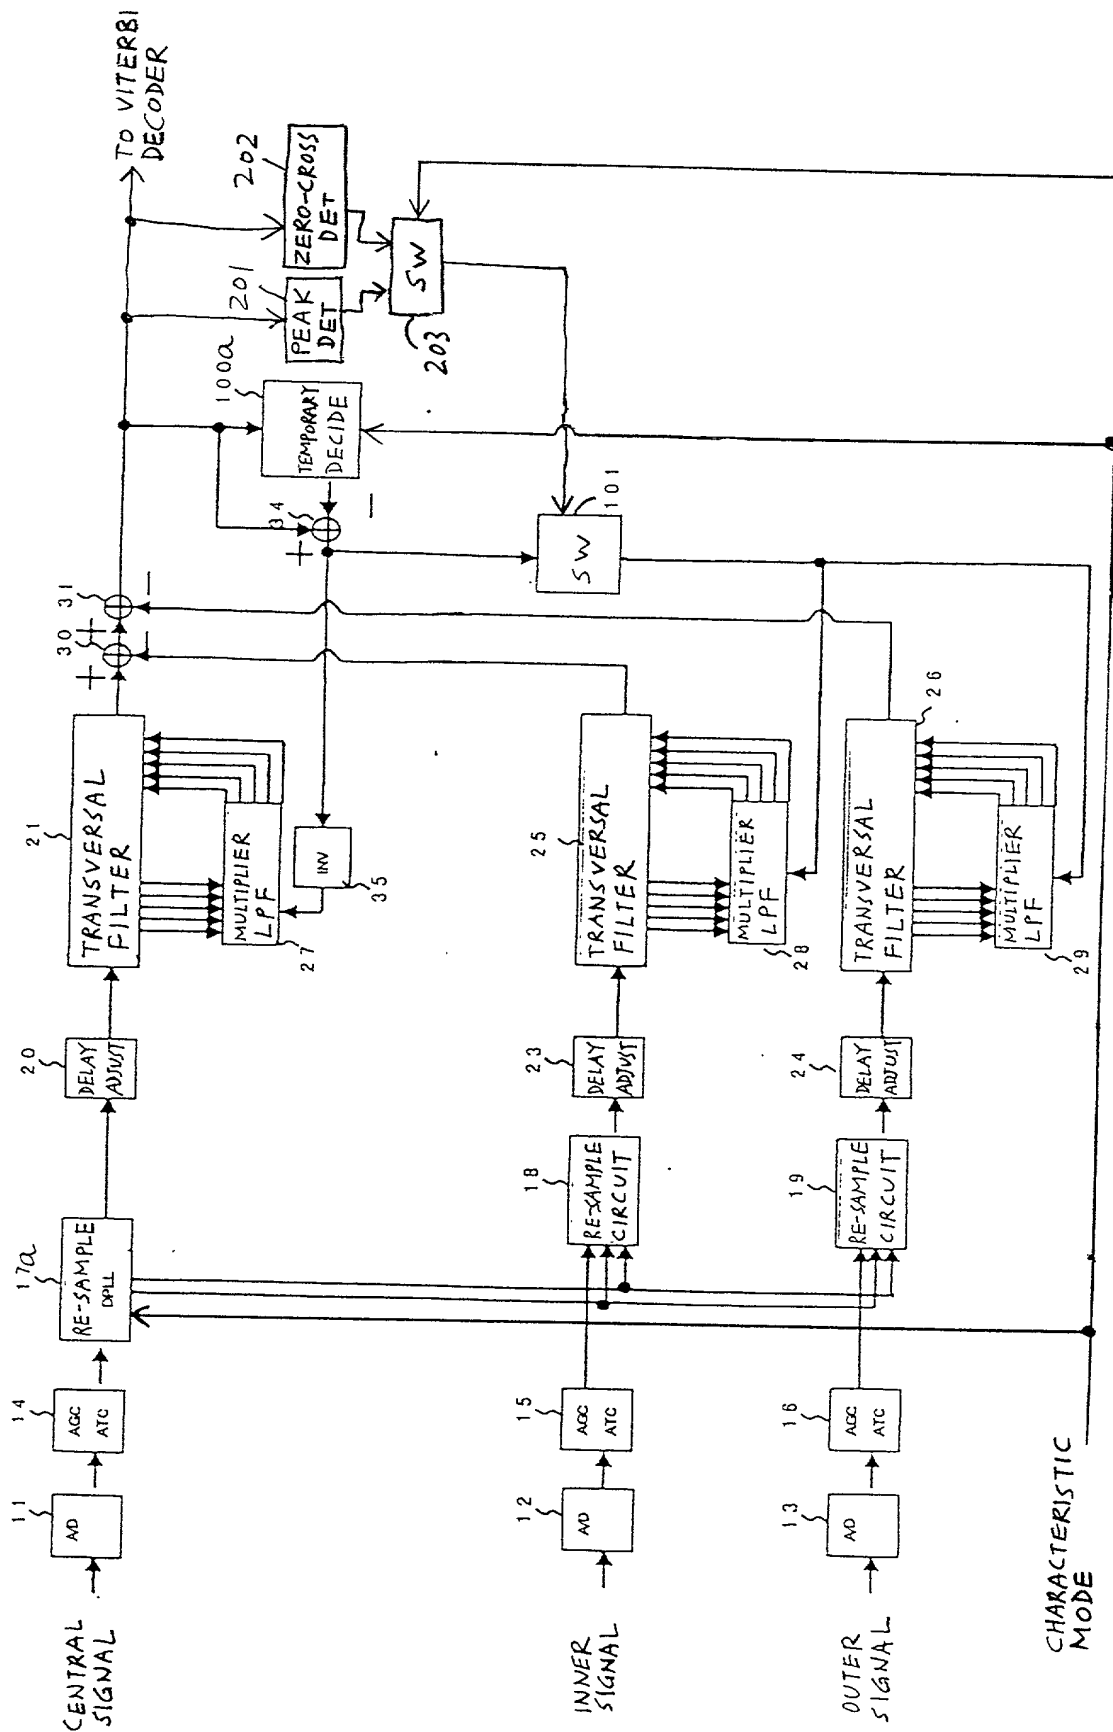 CENTRAL
SIGNAL
11
A/D
14
AGC
ATC
17a
RE-SAMPLE
DPLL
20
DELAY
ADJUST
21
TRANSVERSAL
FILTER
MULTIPLIER
LPF
27
INV
35
+
30
−
+
31
−
TO VITERBI
DECODER
100a
TEMPORARY
DECIDE
34
+
−
201
PEAK
DET
202
ZERO-CROSS
DET
SW
203
SW
101
INNER
SIGNAL
12
A/D
15
AGC
ATC
18
RE-SAMPLE
CIRCUIT
23
DELAY
ADJUST
25
TRANSVERSAL
FILTER
MULTIPLIER
LPF
28
OUTER
SIGNAL
13
A/D
16
AGC
ATC
19
RE-SAMPLE
CIRCUIT
24
DELAY
ADJUST
26
TRANSVERSAL
FILTER
MULTIPLIER
LPF
29
CHARACTERISTIC
MODE